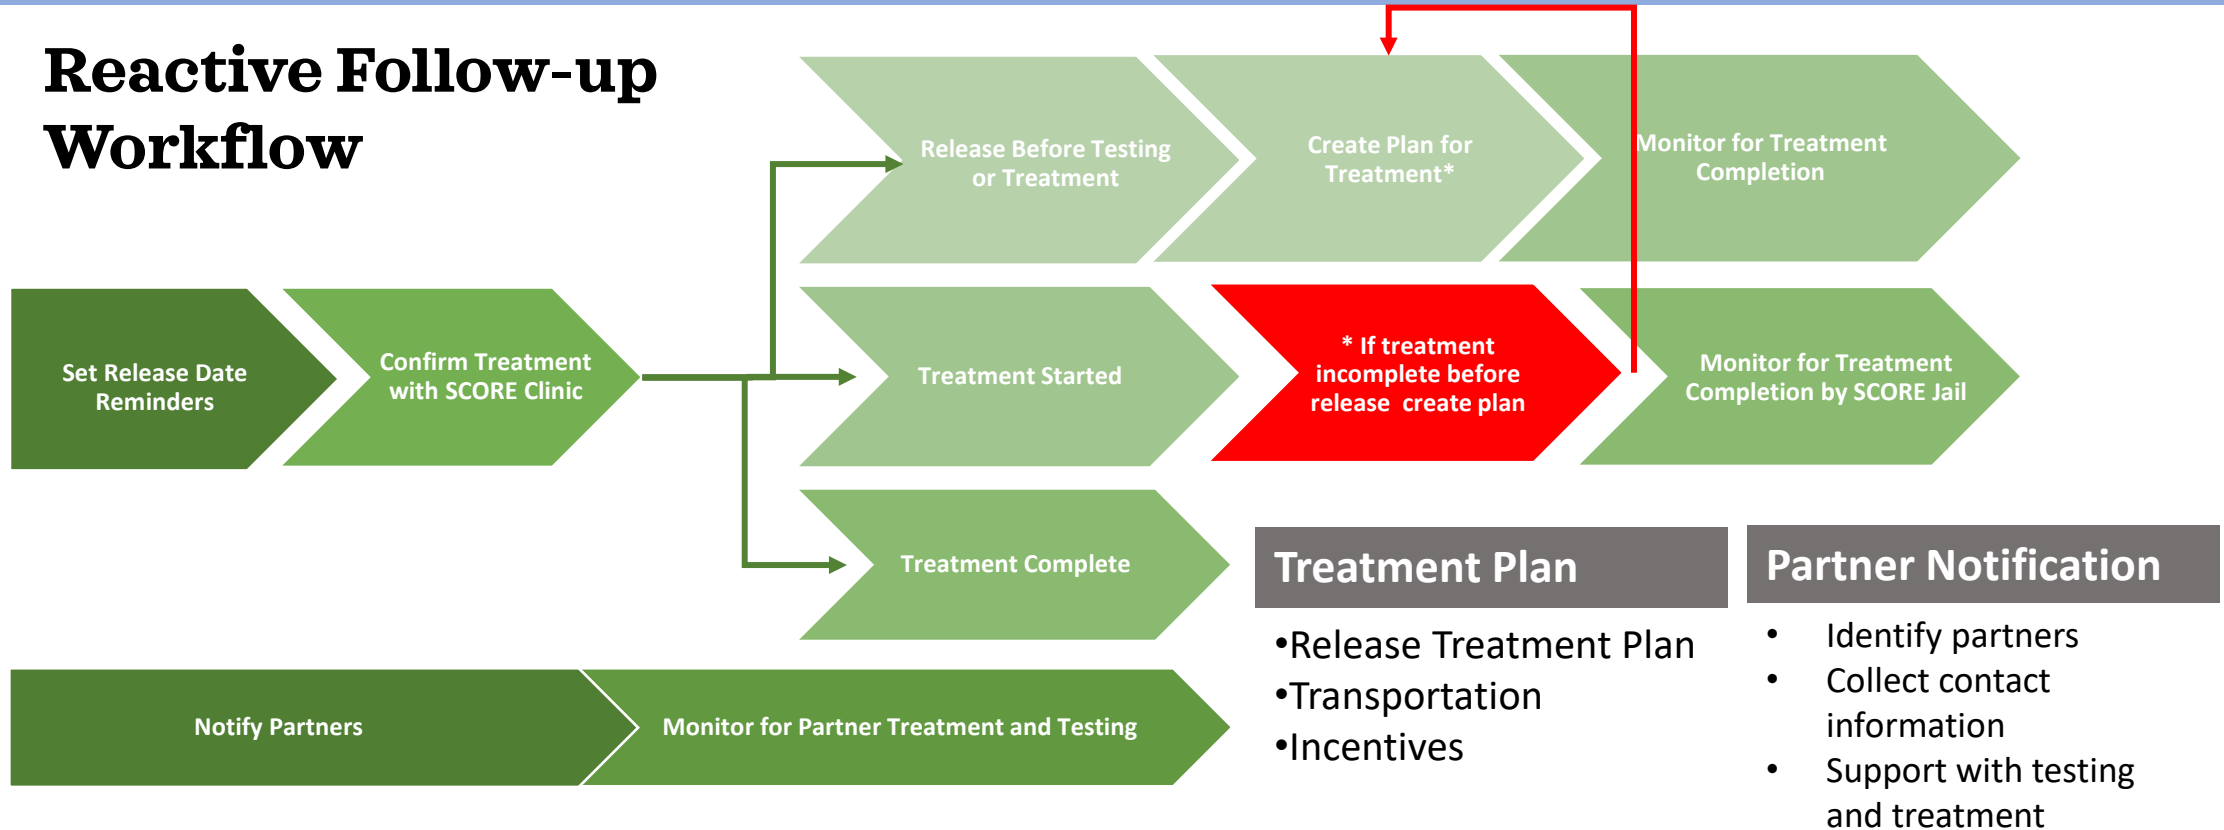 Reactive Follow-up
Workflow
Release Before Testing
or Treatment
Create Plan for
Treatment*
Monitor for Treatment
Completion
Set Release Date
Reminders
Confirm Treatment
with SCORE Clinic
Treatment Started
* If treatment
incomplete before
release create plan
Monitor for Treatment
Completion by SCORE Jail
Treatment Complete
Notify Partners
Monitor for Partner Treatment and Testing
Treatment Plan
•Release Treatment Plan
•Transportation
•Incentives
Partner Notification
• Identify partners
• Collect contact
information
• Support with testing
and treatment